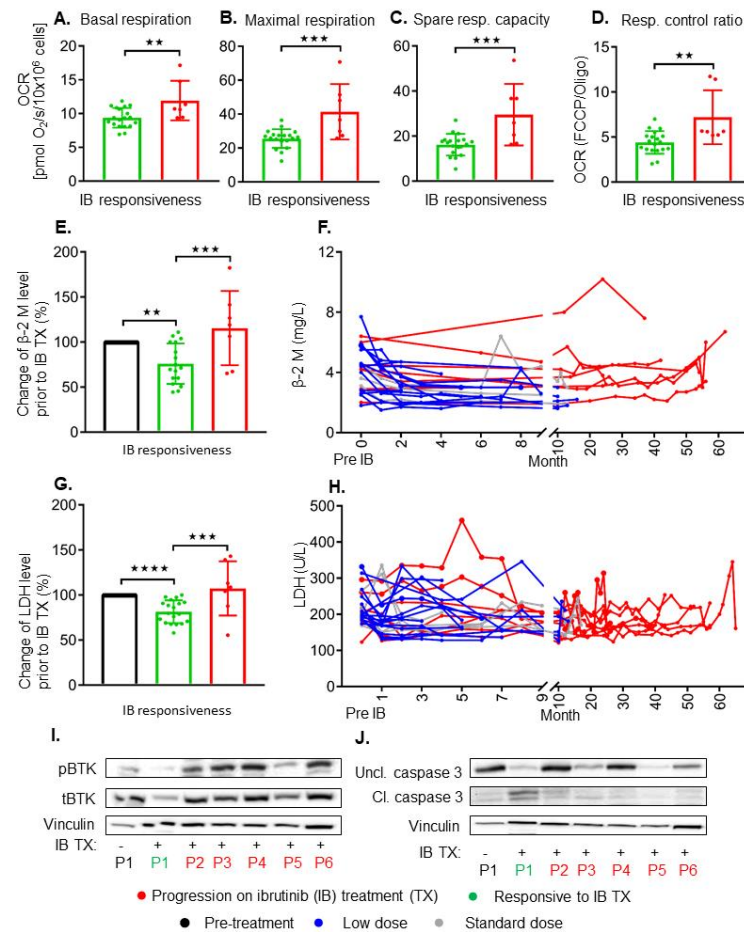 A. Basal respiration
B. Maximal respiration
C. Spare resp. capacity
D. Resp. control ratio
OCR
[pmol O₂/s/10x10⁶ cells]
20
15
10
5
0
★★
IB responsiveness
80
60
40
20
0
★★★
IB responsiveness
60
40
20
0
★★★
IB responsiveness
OCR (FCCP/Oligo)
15
10
5
0
★★
IB responsiveness
E.
Change of β-2 M level
prior to IB TX (%)
200
150
100
50
0
★★
★★★
IB responsiveness
F.
β-2 M (mg/L)
12
8
4
0
0 2 4 6 8 10 20 30 40 50 60
Pre IB
Month
G.
Change of LDH level
prior to IB TX (%)
200
150
100
50
0
★★★★
★★★
IB responsiveness
H.
LDH (U/L)
500
400
300
200
100
0
1 3 5 7 9 10 20 30 40 50 60
Pre IB
Month
I.
pBTK
tBTK
Vinculin
IB TX: - + + + + + +
P1 P1 P2 P3 P4 P5 P6
J.
Uncl. caspase 3
Cl. caspase 3
Vinculin
IB TX: - + + + + + +
P1 P1 P2 P3 P4 P5 P6
Progression on ibrutinib (IB) treatment (TX)
Responsive to IB TX
Pre-treatment
Low dose
Standard dose